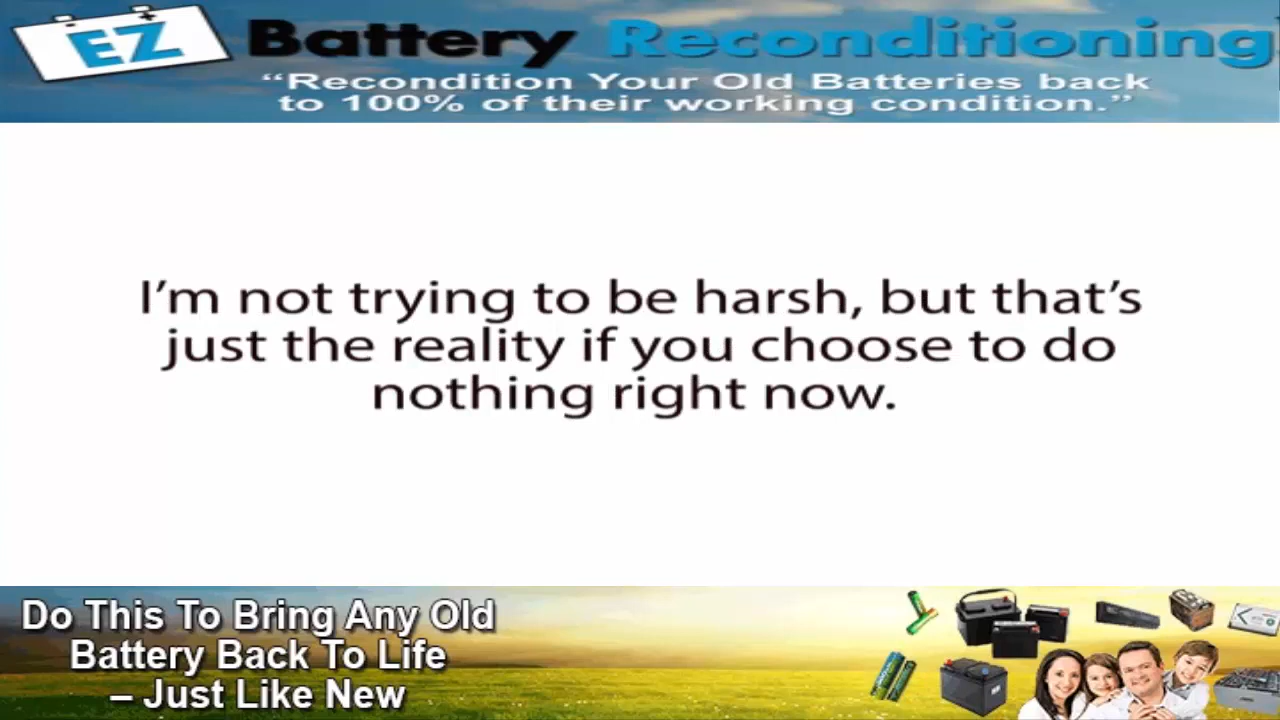 EZ Battery Reconditioning
“Recondition Your Old Batteries back
to 100% of their working condition.”
I’m not trying to be harsh, but that’s
just the reality if you choose to do
nothing right now.
Do This To Bring Any Old
Battery Back To Life
– Just Like New